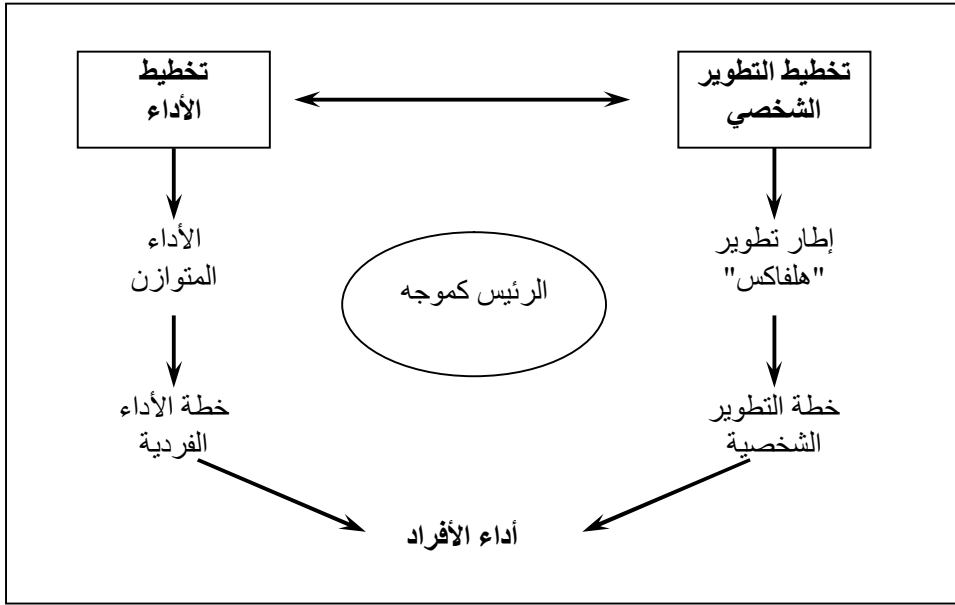 تخطيط التطوير
الشخصي
تخطيط
الأداء
إطار تطوير
"هلفاكس"
الأداء
المتوازن
الرئيس كموجه
خطة التطوير
الشخصية
خطة الأداء
الفردية
أداء الأفراد